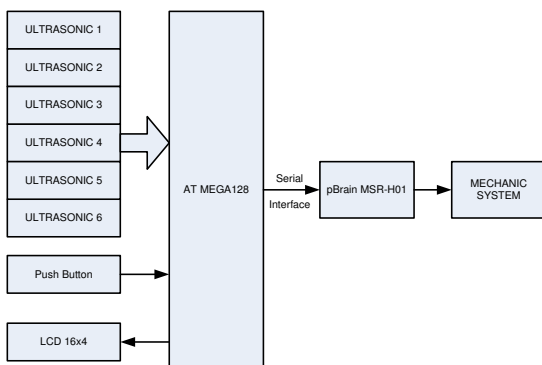 ULTRASONIC 1
ULTRASONIC 2
ULTRASONIC 3
ULTRASONIC 4
ULTRASONIC 5
ULTRASONIC 6
Push Button
LCD 16x4
AT MEGA128
Serial
Interface
pBrain MSR-H01
MECHANIC
SYSTEM